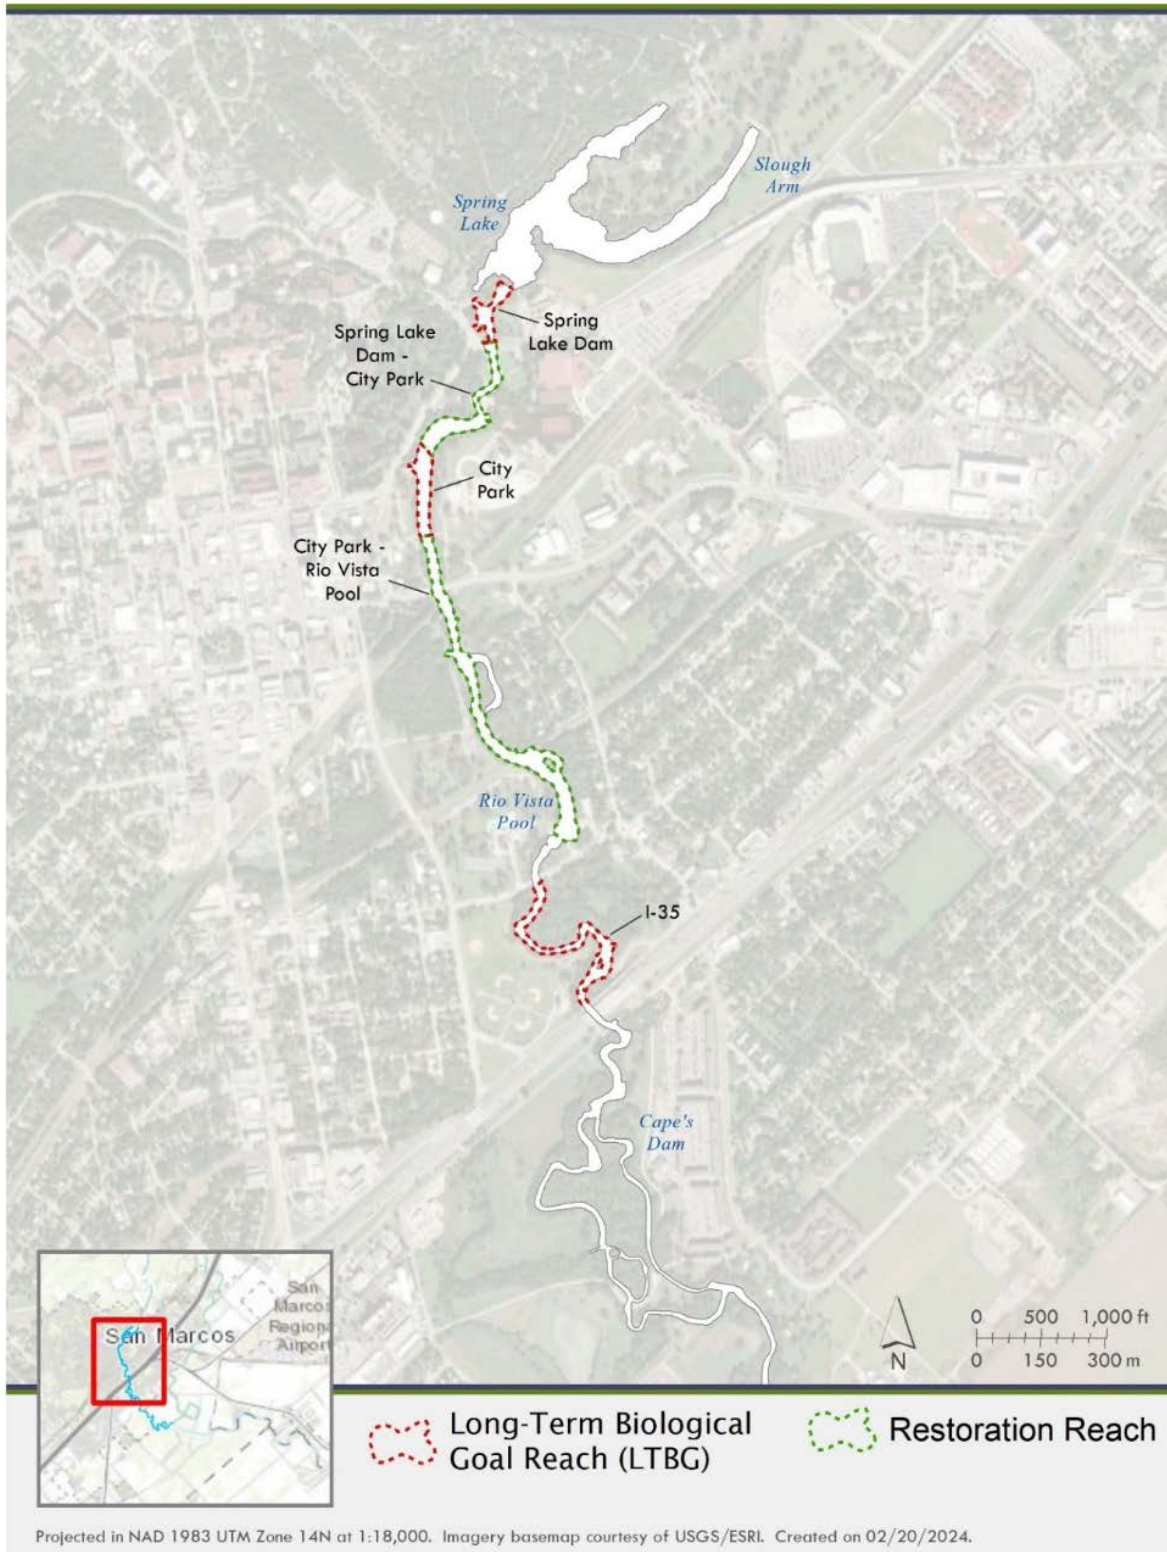 Slough
Arm
Spring
Lake
Spring
Lake Dam
Spring Lake
Dam -
City Park
City
Park
City Park -
Rio Vista
Pool
Rio Vista
Pool
I-35
Cape's
Dam
San
Marcos
Regional
Airport
San Marcos
N
0 500 1,000 ft
0 150 300 m
Long-Term Biological
Goal Reach (LTBG)
Restoration Reach
Projected in NAD 1983 UTM Zone 14N at 1:18,000. Imagery basemap courtesy of USGS/ESRI. Created on 02/20/2024.